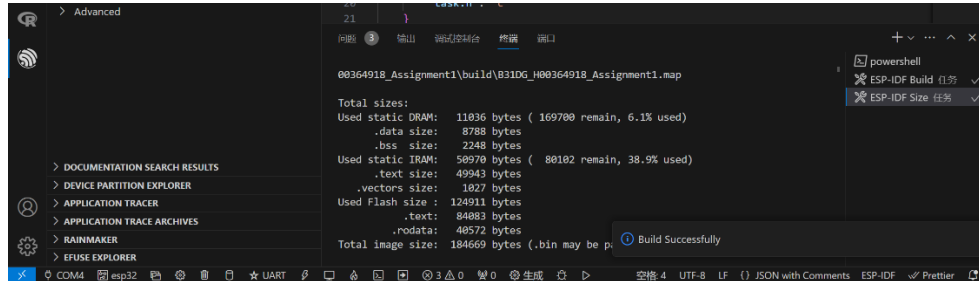 > Advanced
20 task.h : c
21 }
问题 3 输出 调试控制台 终端 端口
00364918_Assignment1\build\B31DG_H00364918_Assignment1.map
Total sizes:
Used static DRAM: 11036 bytes ( 169700 remain, 6.1% used)
.data size: 8788 bytes
.bss size: 2248 bytes
Used static IRAM: 50970 bytes ( 80102 remain, 38.9% used)
.text size: 49943 bytes
.vectors size: 1027 bytes
Used Flash size : 124911 bytes
.text: 84083 bytes
.rodata: 40572 bytes
Total image size: 184669 bytes (.bin may be pa
powershell
ESP-IDF Build 任务
ESP-IDF Size 任务
> DOCUMENTATION SEARCH RESULTS
> DEVICE PARTITION EXPLORER
> APPLICATION TRACER
> APPLICATION TRACE ARCHIVES
> RAINMAKER
> EFUSE EXPLORER
Build Successfully
COM4 esp32 UART 3 0 0 生成 空格: 4 UTF-8 LF {} JSON with Comments ESP-IDF Prettier